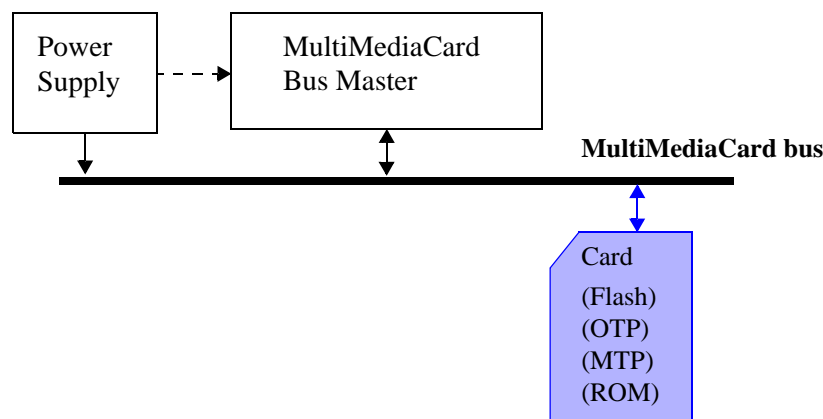 Power
Supply
MultiMediaCard
Bus Master
MultiMediaCard bus
Card
(Flash)
(OTP)
(MTP)
(ROM)